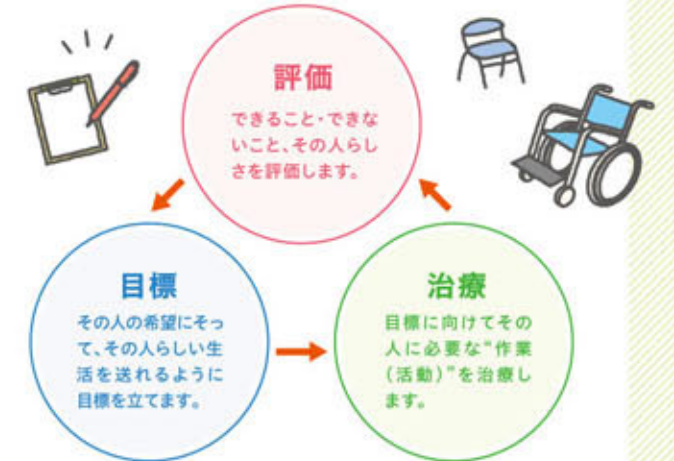 評価
できること・できな
いこと、その人らし
さを評価します。
目標
その人の希望にそっ
て、その人らしい生
活を送れるように
目標を立てます。
治療
目標に向けてその
人に必要な“作業
（活動）”を治療し
ます。